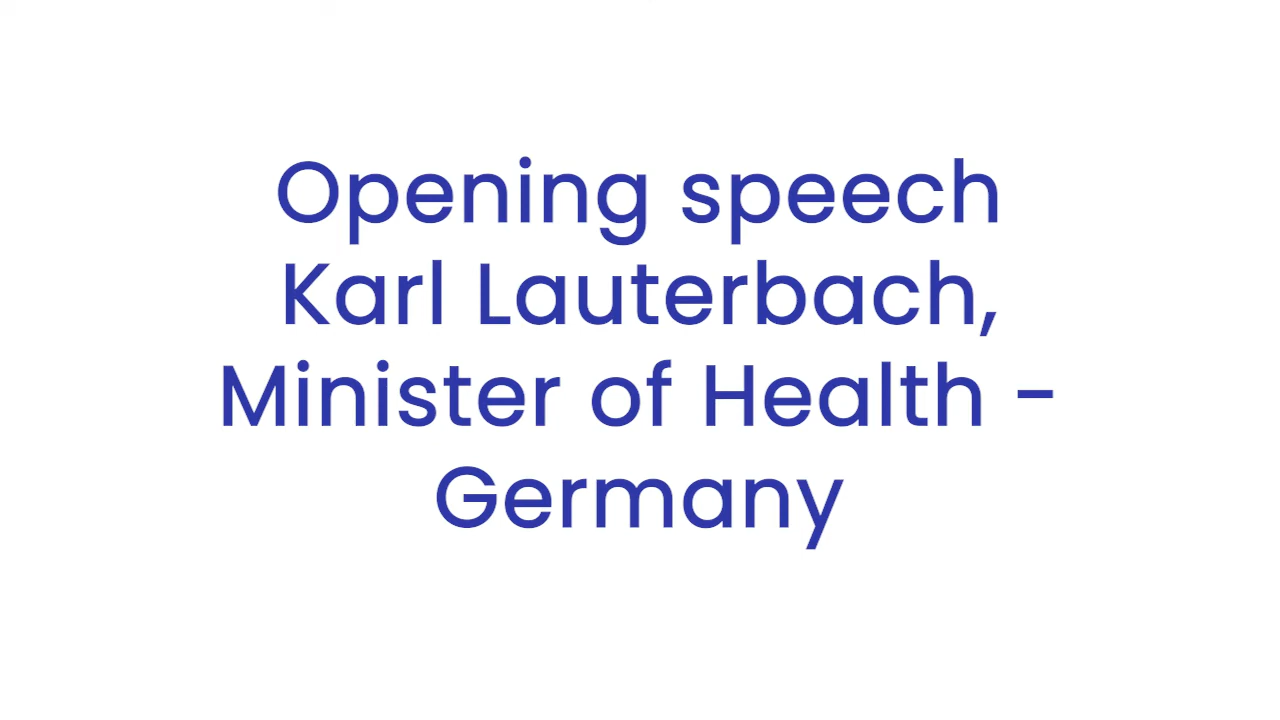 Opening speech
Karl Lauterbach,
Minister of Health -
Germany